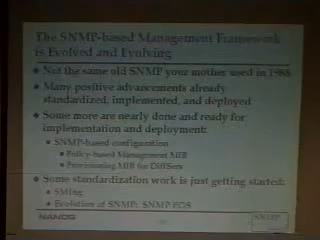 The SNMP-based Management Framework
is Evolved and Evolving
Not the same old SNMP your mother used in 1988
Many positive advancements already
standardized, implemented, and deployed
Some more are nearly done and ready for
implementation and deployment:
SNMP-based configuration
Policy-based Management MIB
Provisioning MIB for DiffServ
Some standardization work is just getting started:
SMIng
Evolution of SNMP: SNMP EOS
NANOG
SNMP